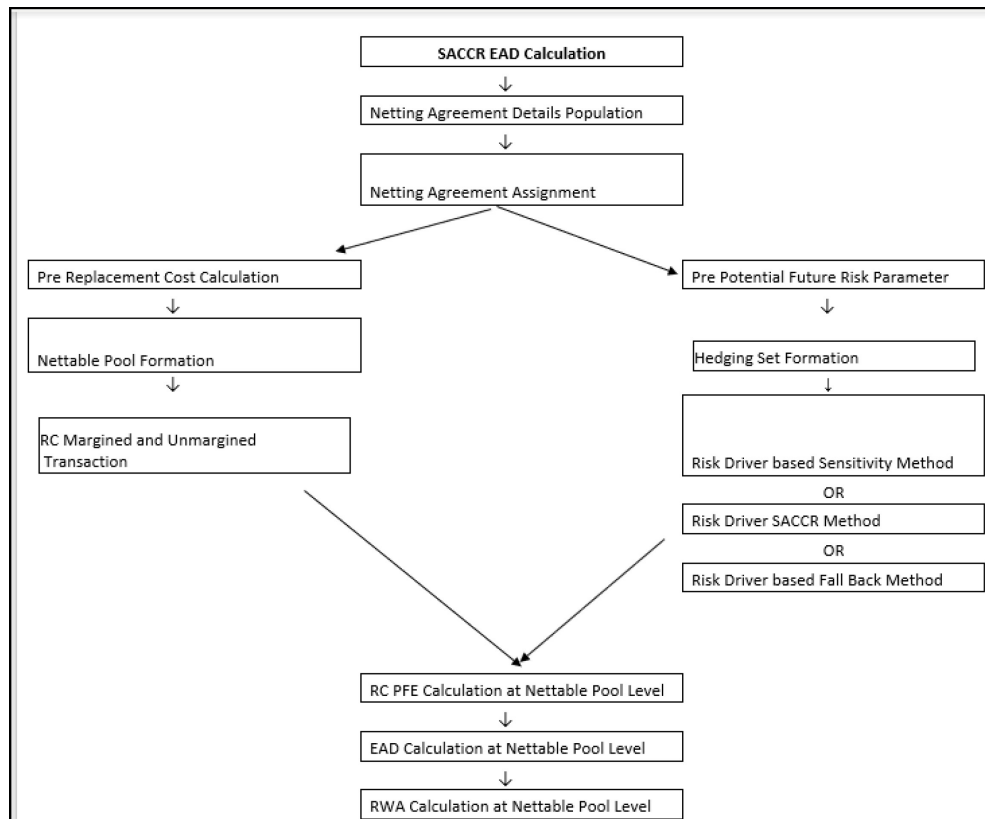 SACCR EAD Calculation
Netting Agreement Details Population
Netting Agreement Assignment
Pre Replacement Cost Calculation
Nettable Pool Formation
RC Margined and Unmargined
Transaction
Pre Potential Future Risk Parameter
Hedging Set Formation
Risk Driver based Sensitivity Method
OR
Risk Driver SACCR Method
OR
Risk Driver based Fall Back Method
RC PFE Calculation at Nettable Pool Level
EAD Calculation at Nettable Pool Level
RWA Calculation at Nettable Pool Level